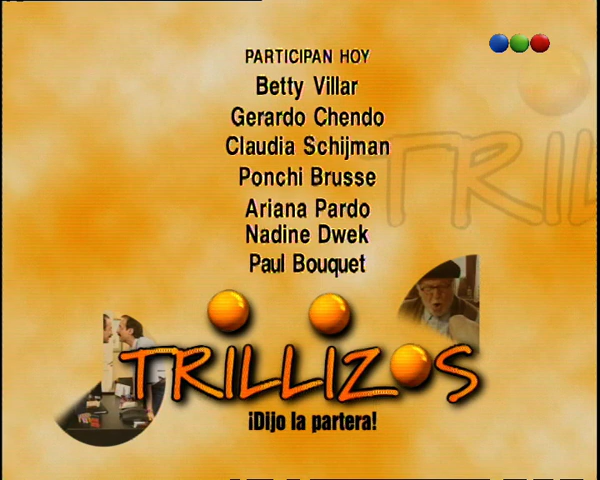 PARTICIPAN HOY
Betty Villar
Gerardo Chendo
Claudia Schijman
Ponchi Brusse
Ariana Pardo
Nadine Dwek
Paul Bouquet
TRIL
TRILLIZOS
¡Dijo la partera!